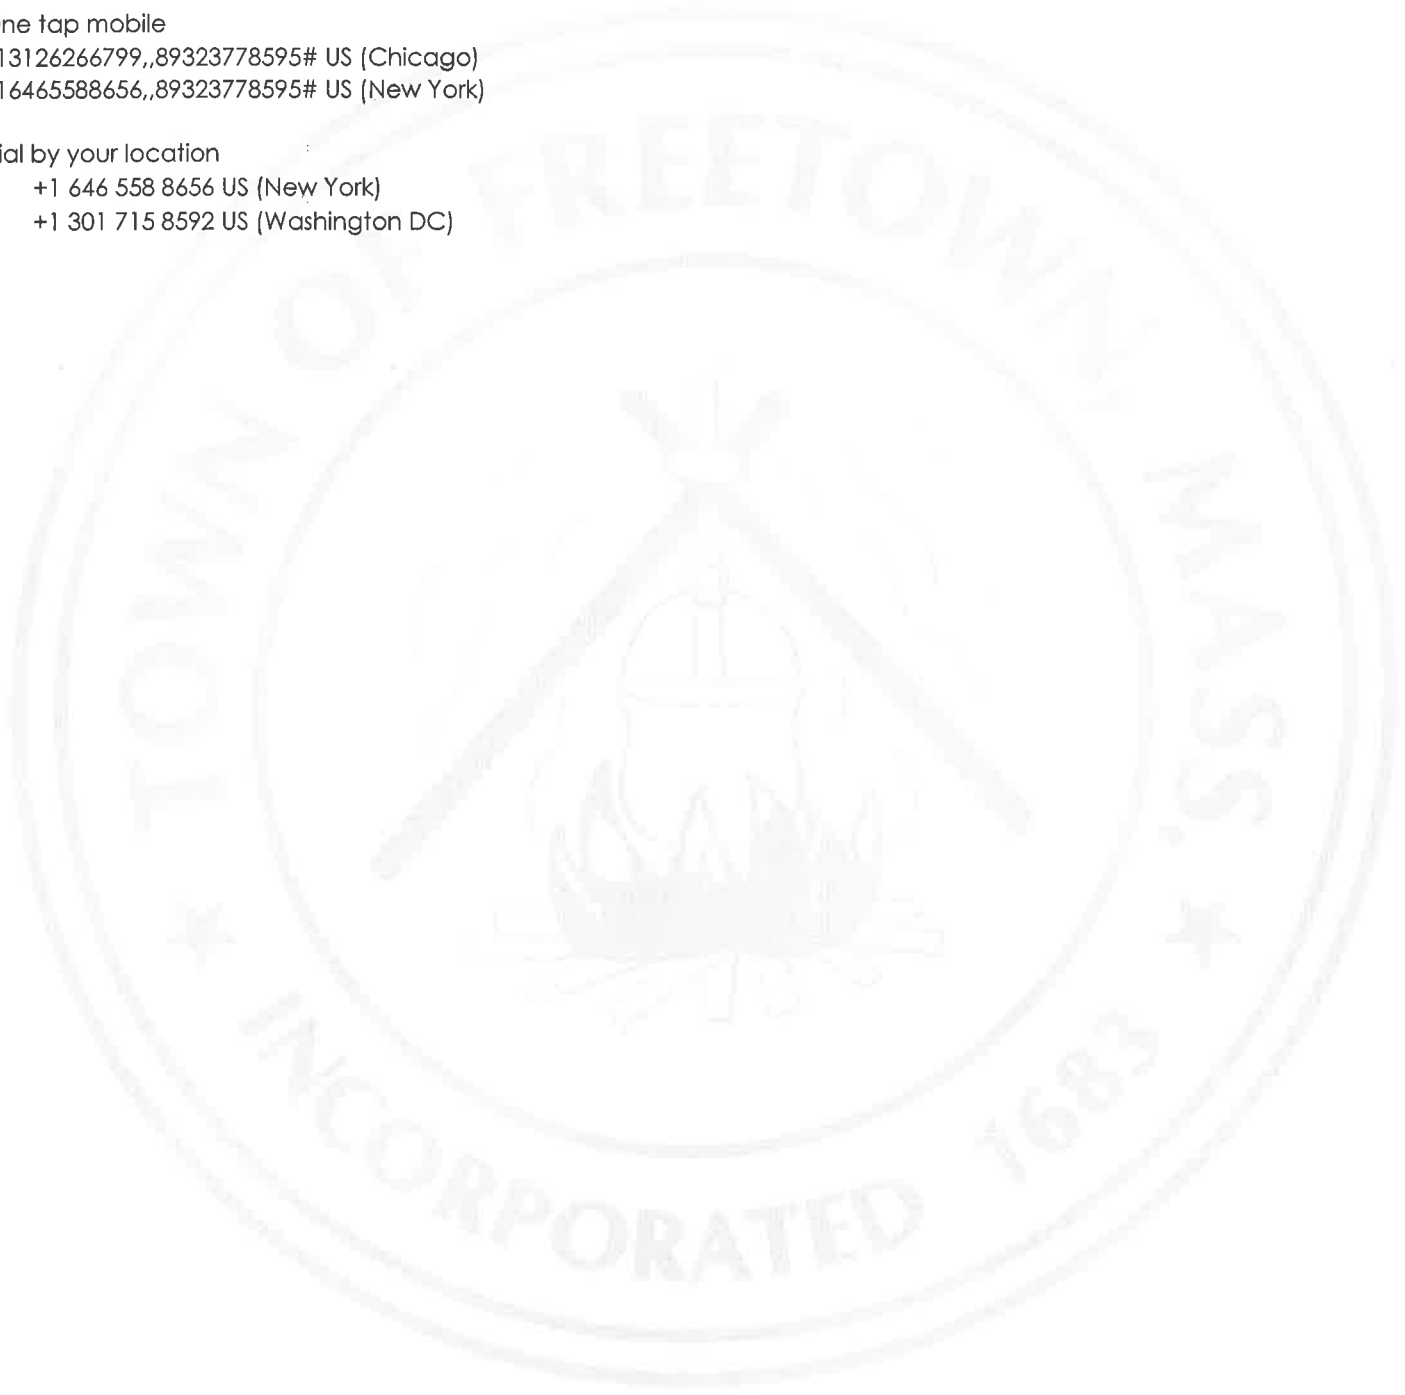 ne tap mobile
13126266799,,89323778595# US (Chicago)
16465588656,,89323778595# US (New York)
ial by your location
+1 646 558 8656 US (New York)
+1 301 715 8592 US (Washington DC)
TOWN OF FREETOWN, MASS.
INCORPORATED 1683